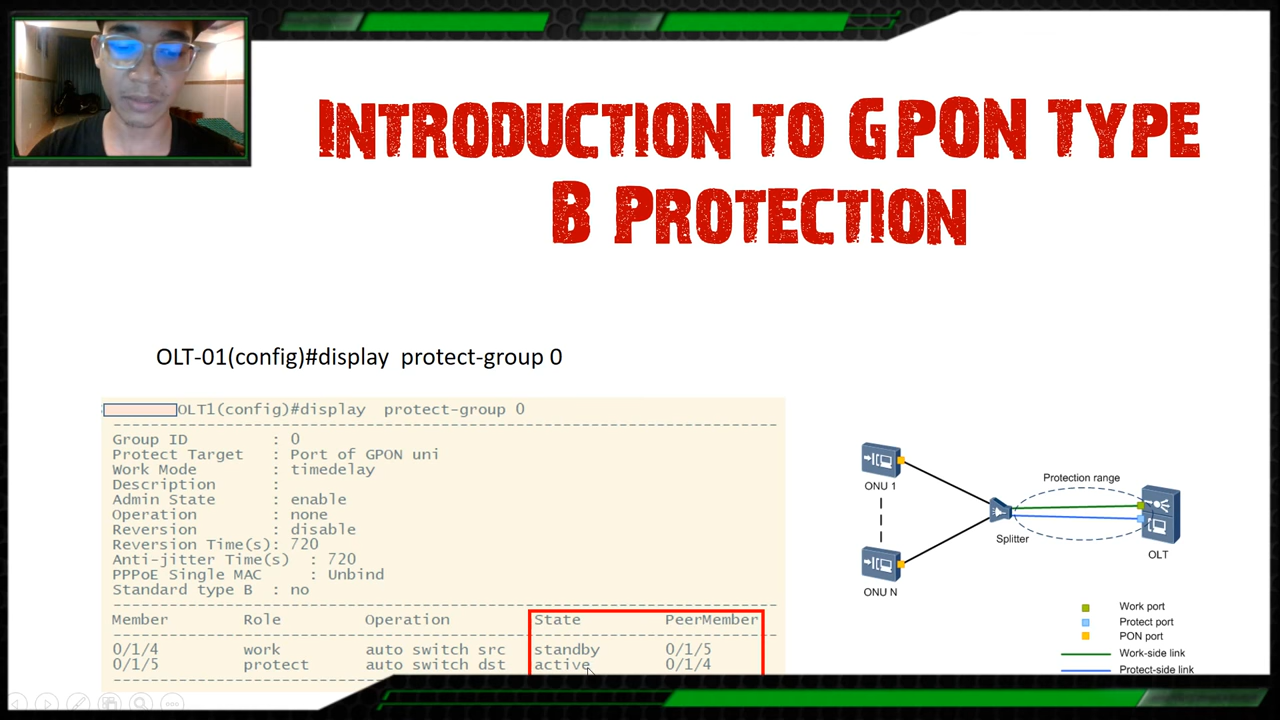 INTRODUCTION TO GPON TYPE
B PROTECTION
OLT-01(config)#display protect-group 0
OLT1(config)#display protect-group 0
Group ID : 0
Protect Target : Port of GPON uni
Work Mode : timedelay
Description :
Admin State : enable
Operation : none
Reversion : disable
Reversion Time(s): 720
Anti-jitter Time(s) : 720
PPPoE Single MAC : Unbind
Standard type B : no
Member Role Operation State PeerMember
0/1/4 work auto switch src standby 0/1/5
0/1/5 protect auto switch dst active 0/1/4
ONU 1
ONU N
Splitter
Protection range
OLT
Work port
Protect port
PON port
Work-side link
Protect-side link